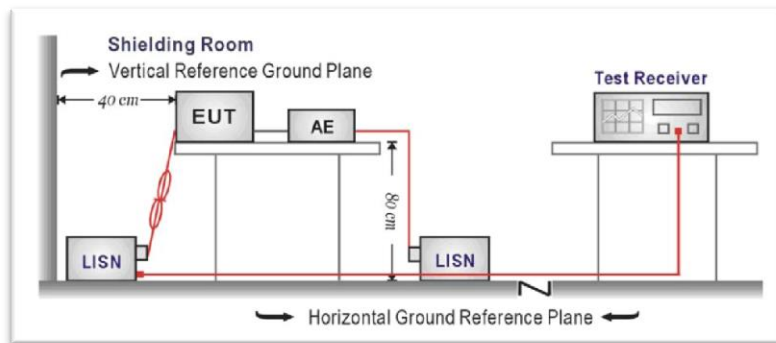 Shielding Room
Vertical Reference Ground Plane
40 cm
EUT
AE
Test Receiver
80 cm
LISN
LISN
Horizontal Ground Reference Plane